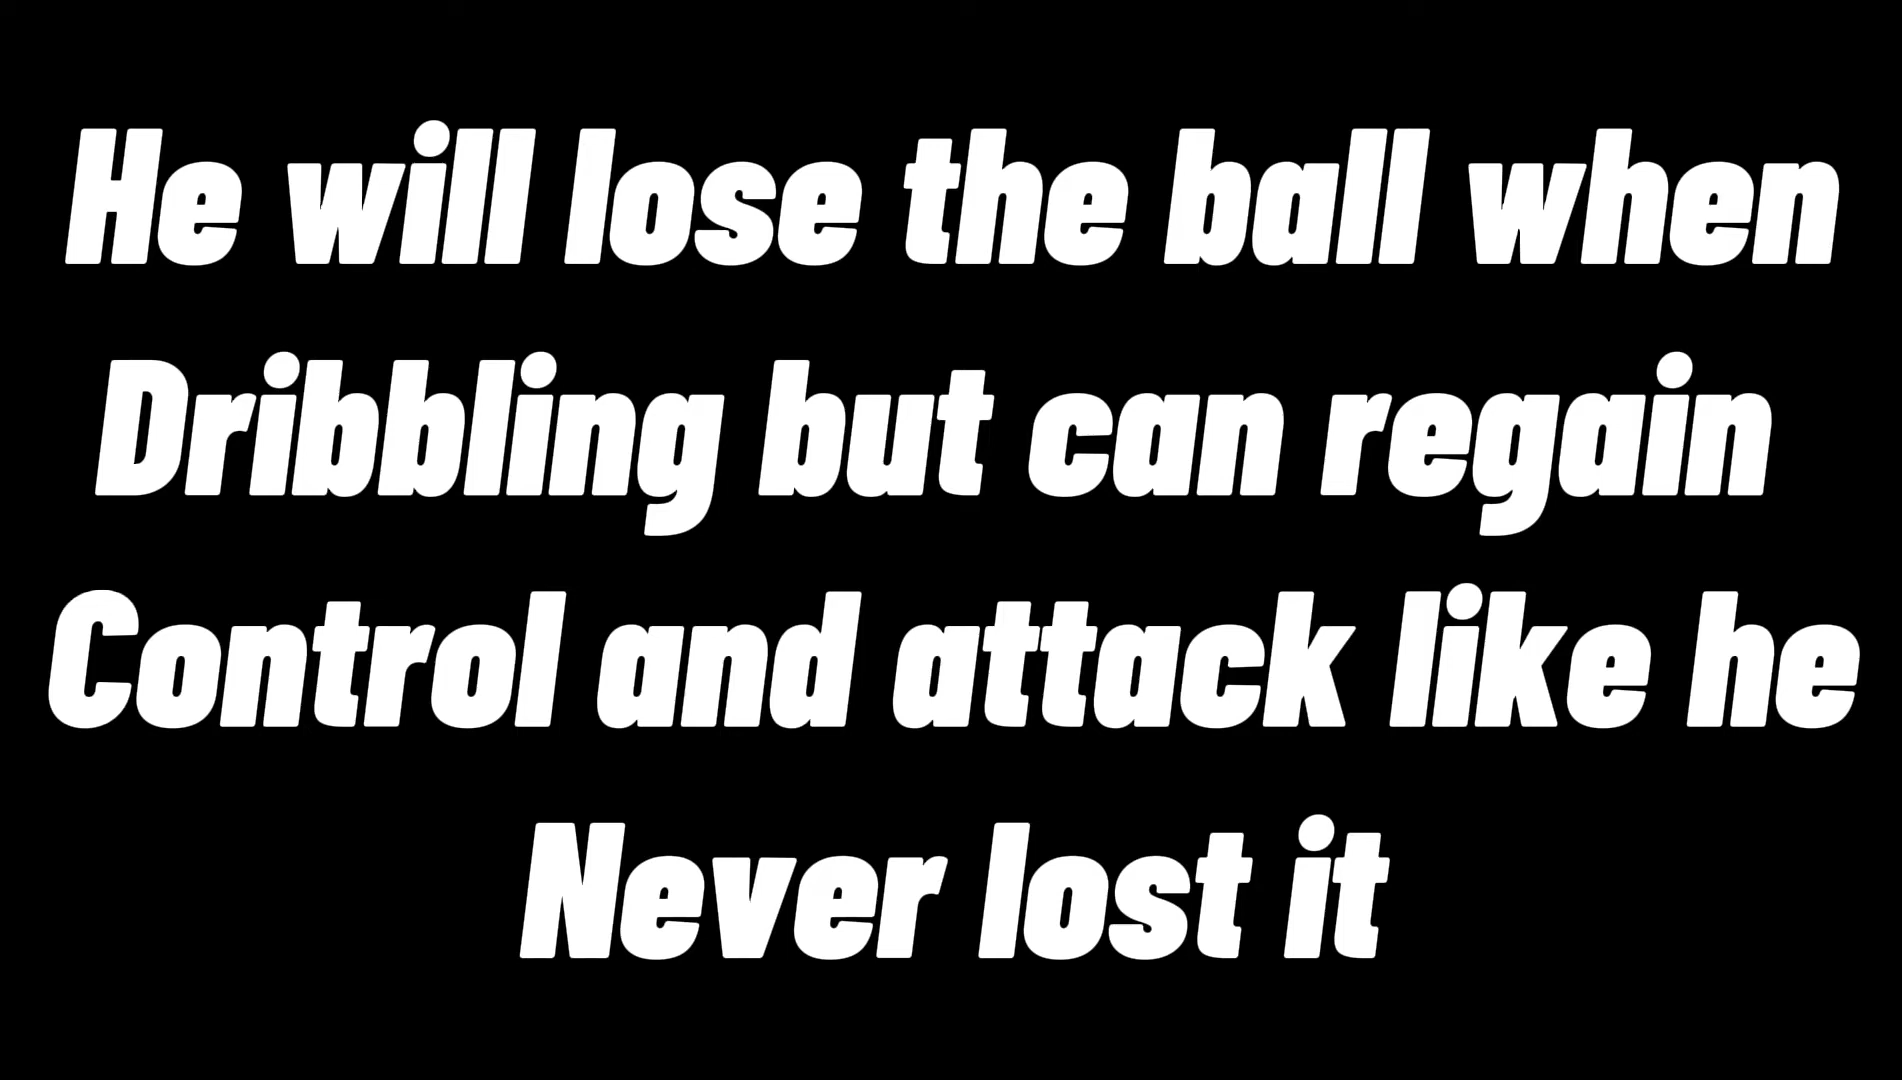 He will lose the ball when
Dribbling but can regain
Control and attack like he
Never lost it